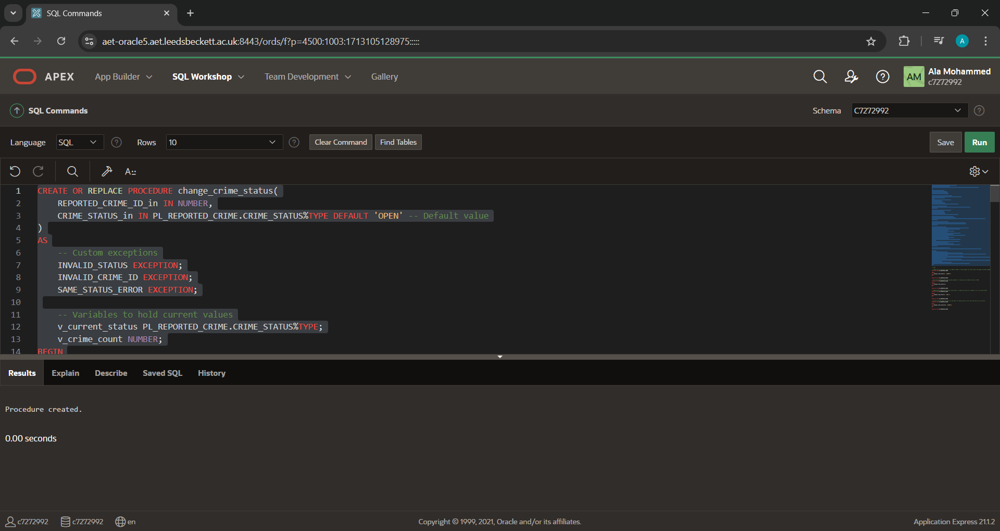 SQL Commands
aet-oracle5.aet.leedsbeckett.ac.uk:8443/ords/f?p=4500:1003:1713105128975:::::
A
APEX
App Builder
SQL Workshop
Team Development
Gallery
AM
Ala Mohammed
c7272992
SQL Commands
Schema
C7272992
Language
SQL
Rows
10
Clear Command
Find Tables
Save
Run
A::
1 CREATE OR REPLACE PROCEDURE change_crime_status(
2 REPORTED_CRIME_ID_in IN NUMBER,
3 CRIME_STATUS_in IN PL_REPORTED_CRIME.CRIME_STATUS%TYPE DEFAULT 'OPEN' -- Default value
4 )
5 AS
6 -- Custom exceptions
7 INVALID_STATUS EXCEPTION;
8 INVALID_CRIME_ID EXCEPTION;
9 SAME_STATUS_ERROR EXCEPTION;
10
11 -- Variables to hold current values
12 v_current_status PL_REPORTED_CRIME.CRIME_STATUS%TYPE;
13 v_crime_count NUMBER;
14 BEGIN
Results
Explain
Describe
Saved SQL
History
Procedure created.
0.00 seconds
c7272992
c7272992
en
Copyright © 1999, 2021, Oracle and/or its affiliates.
Application Express 21.1.2